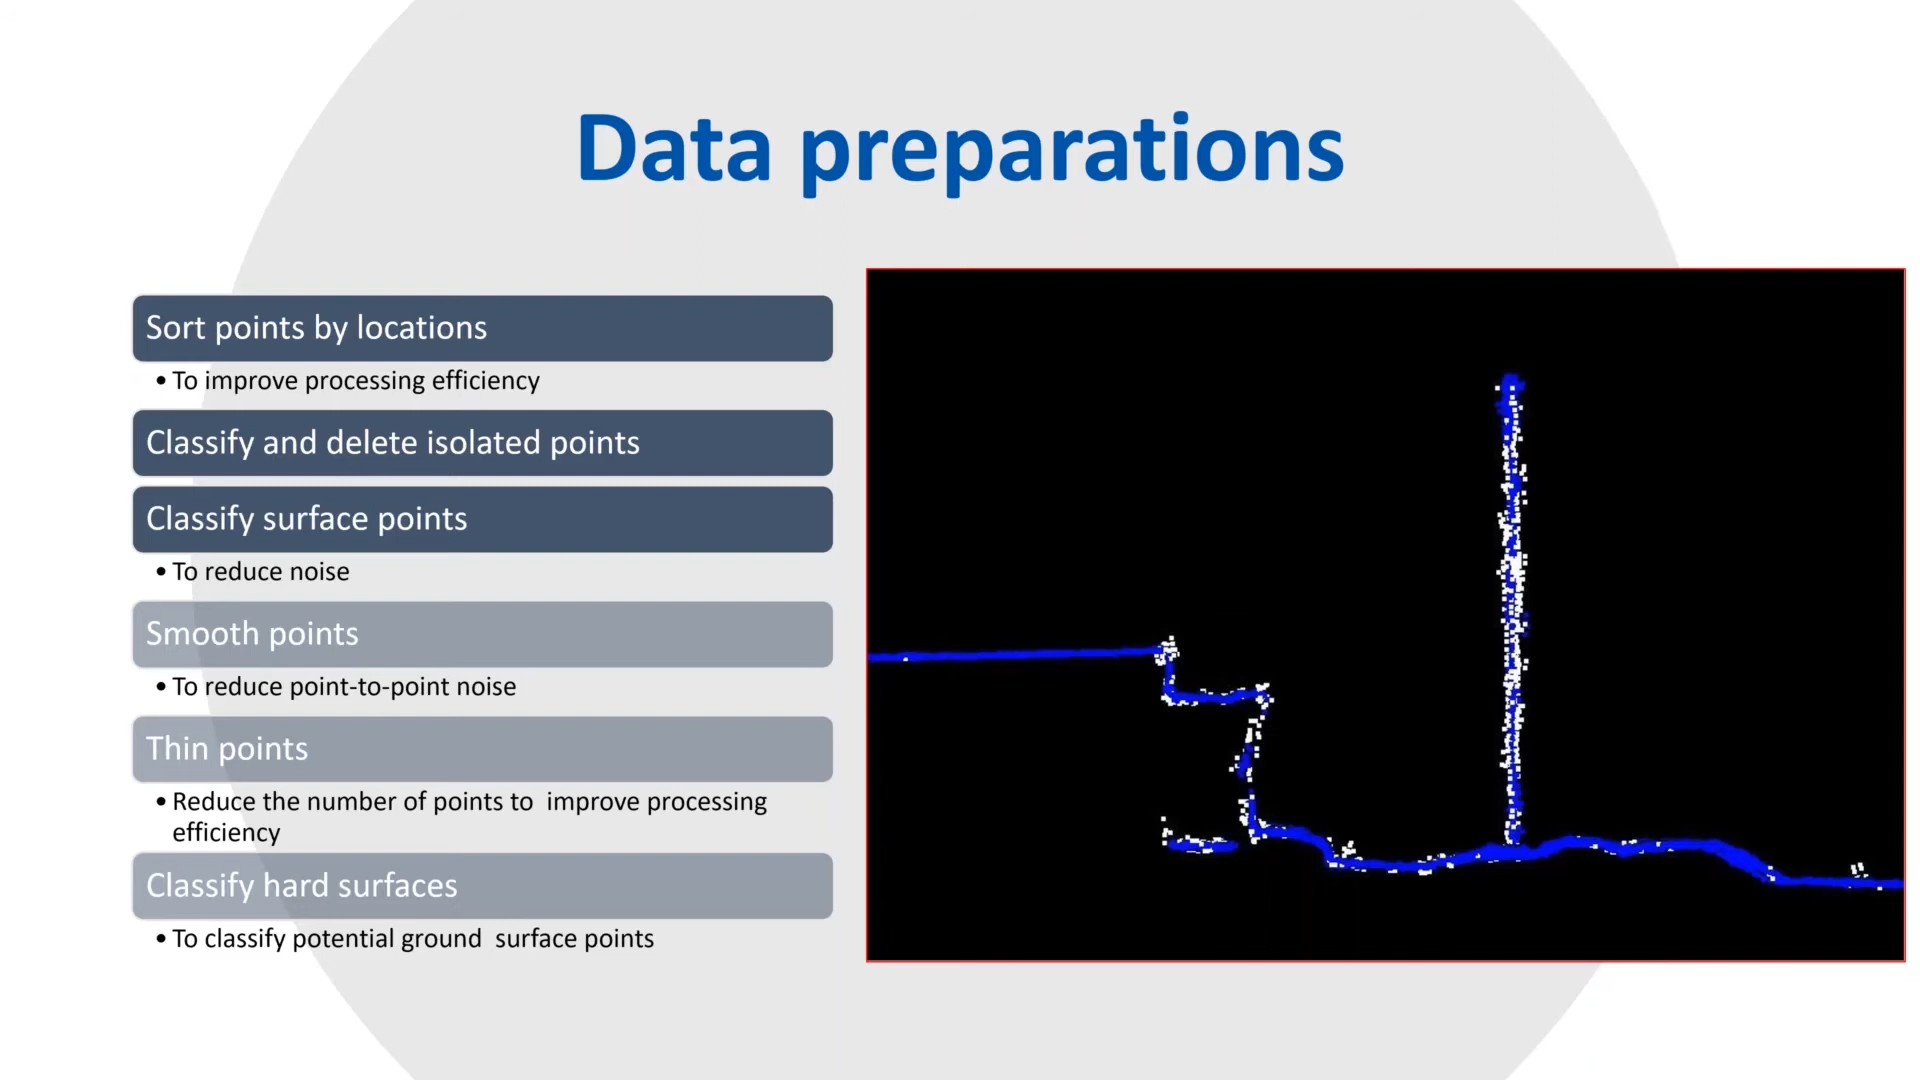 Data preparations
Sort points by locations
• To improve processing efficiency
Classify and delete isolated points
Classify surface points
• To reduce noise
Smooth points
• To reduce point-to-point noise
Thin points
• Reduce the number of points to  improve processing
efficiency
Classify hard surfaces
• To classify potential ground  surface points